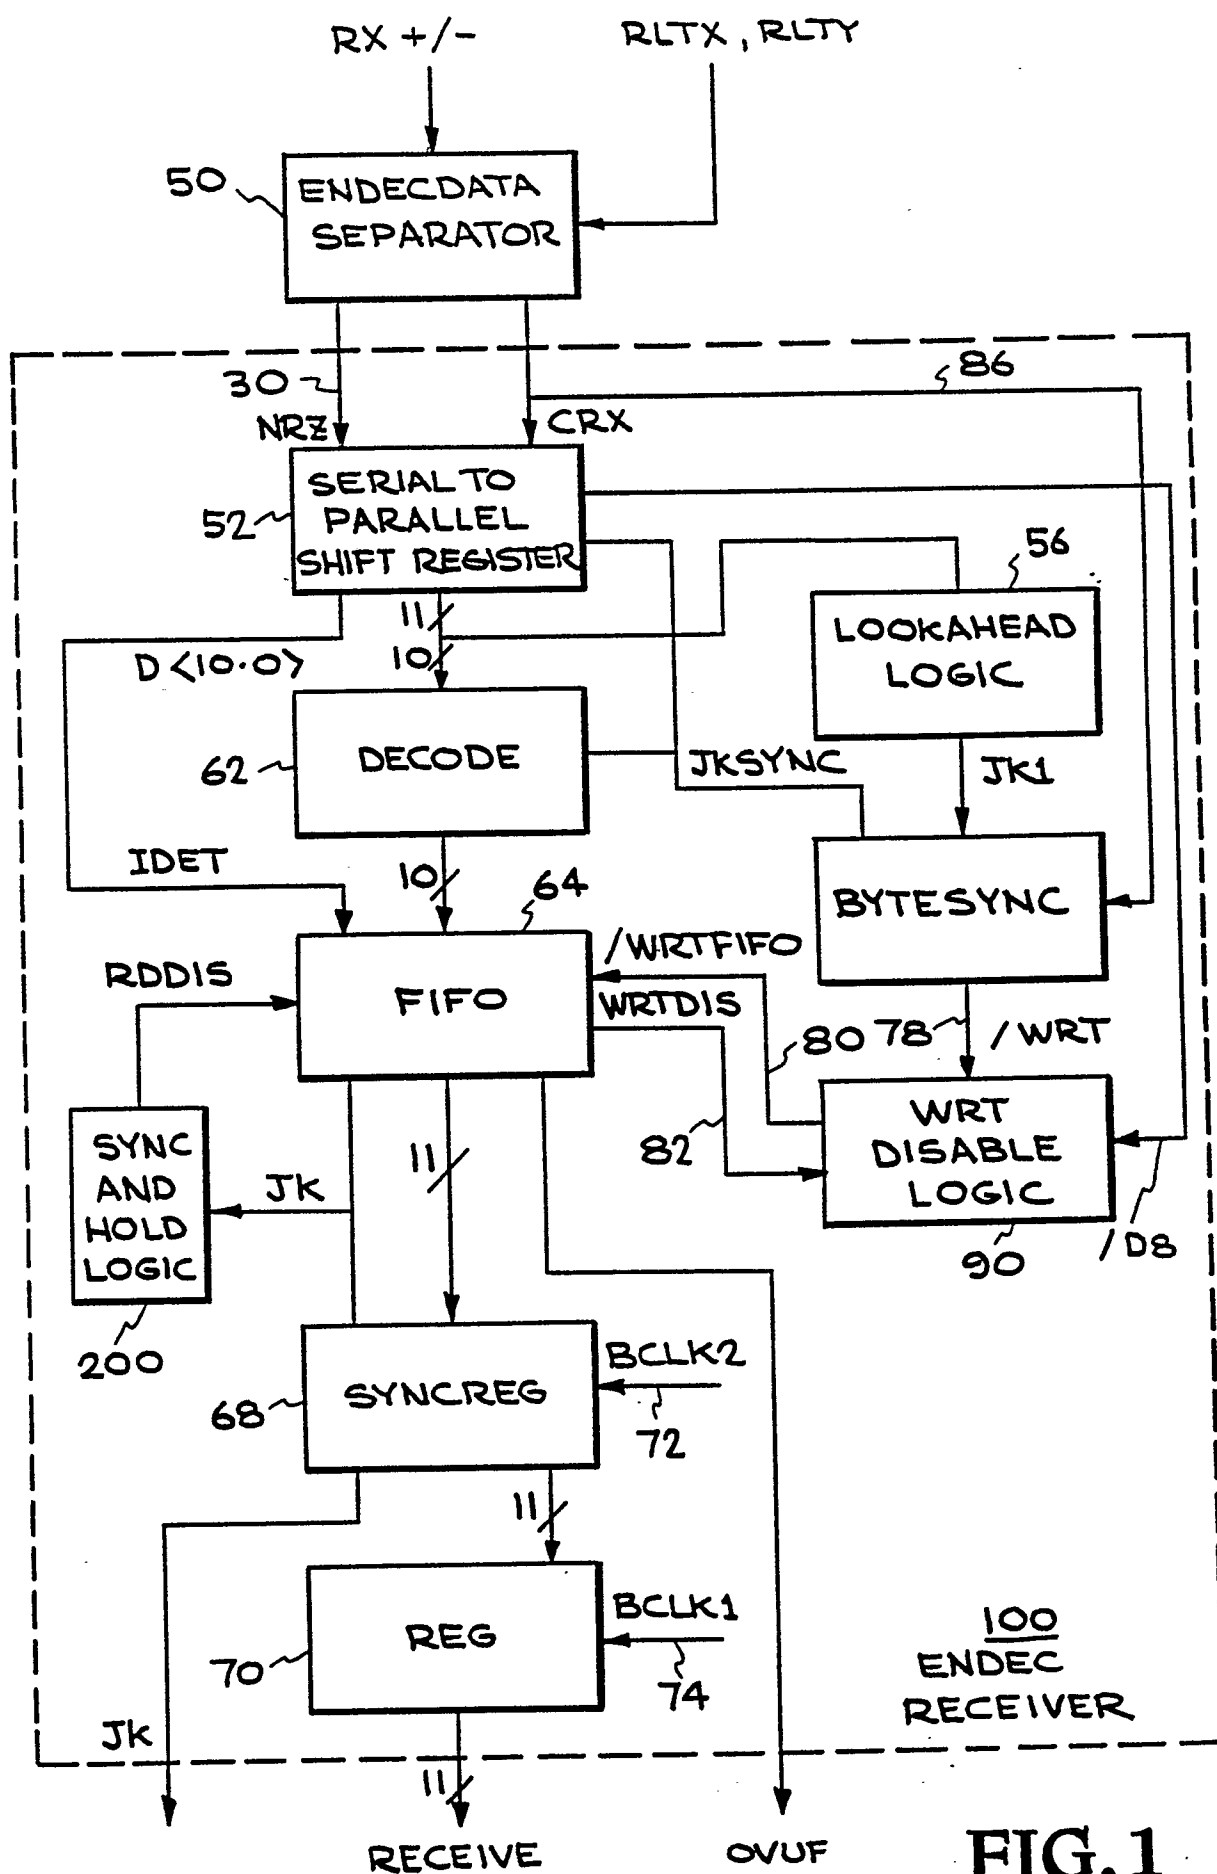 RX +/-
RLTX, RLTY
50
ENDECDATA
SEPARATOR
30
86
NRZ
CRX
SERIAL TO
PARALLEL
SHIFT REGISTER
52
56
11
LOOKAHEAD
LOGIC
D<10·0>
10
DECODE
62
JKSYNC
JK1
IDET
10
64
BYTESYNC
/WRTFIFO
RDDIS
FIFO
WRTDIS
80
78
/WRT
SYNC
AND
HOLD
LOGIC
11
82
WRT
DISABLE
LOGIC
JK
/D8
90
200
BCLK2
SYNCREG
68
72
11
BCLK1
REG
70
74
100
ENDEC
RECEIVER
JK
11
RECEIVE
OVUF
FIG. 1